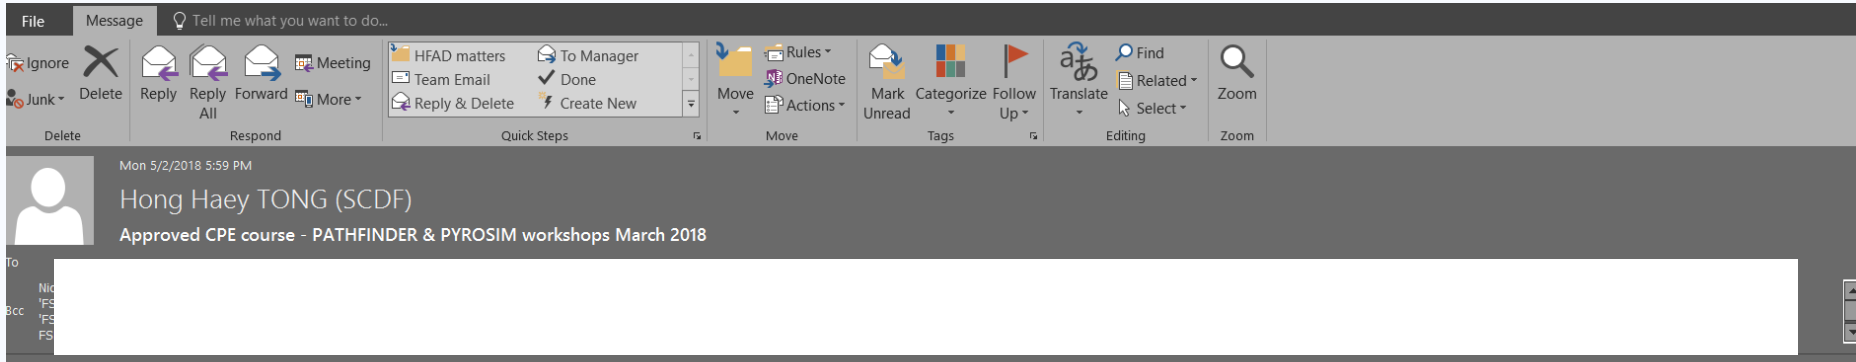 File Message Tell me what you want to do...
Ignore
Junk
Delete
Delete
Reply
Reply All
Forward
Meeting
More
Respond
HFAD matters
To Manager
Team Email
Done
Reply & Delete
Create New
Quick Steps
Move
Rules
OneNote
Actions
Move
Mark Unread
Categorize
Follow Up
Tags
Translate
Find
Related
Select
Editing
Zoom
Zoom
Mon 5/2/2018 5:59 PM
Hong Haey TONG (SCDF)
Approved CPE course - PATHFINDER & PYROSIM workshops March 2018
To
Bcc
'FS
'FS
FS